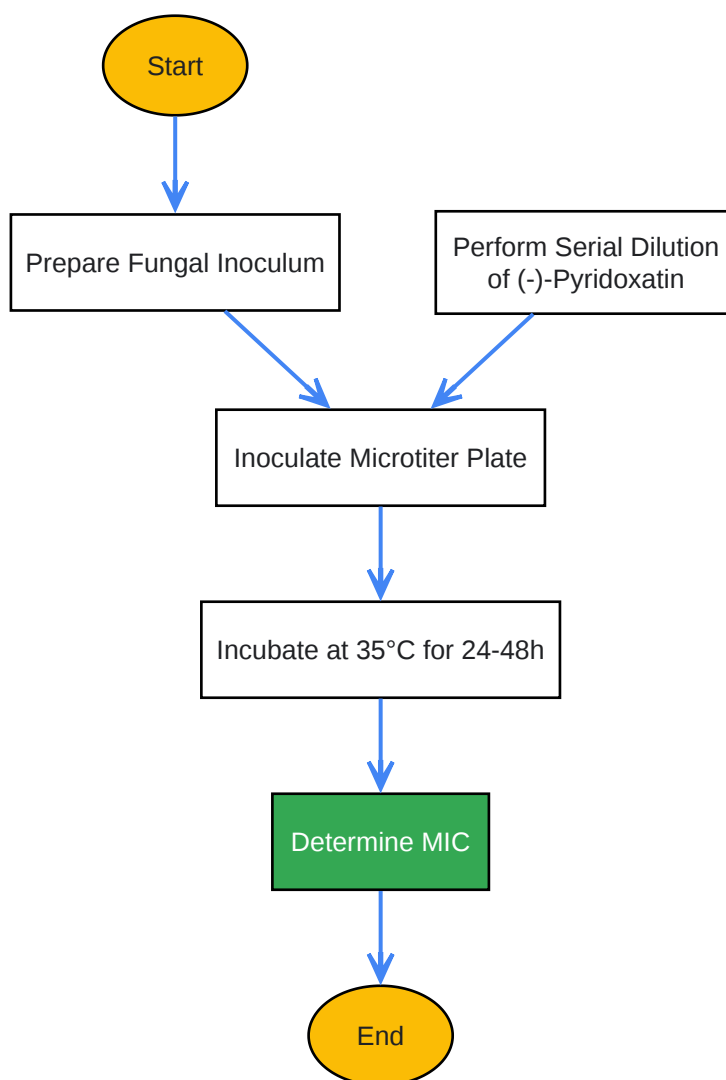 Start
Prepare Fungal Inoculum
Perform Serial Dilution
of (-)-Pyridoxatin
Inoculate Microtiter Plate
Incubate at 35°C for 24-48h
Determine MIC
End